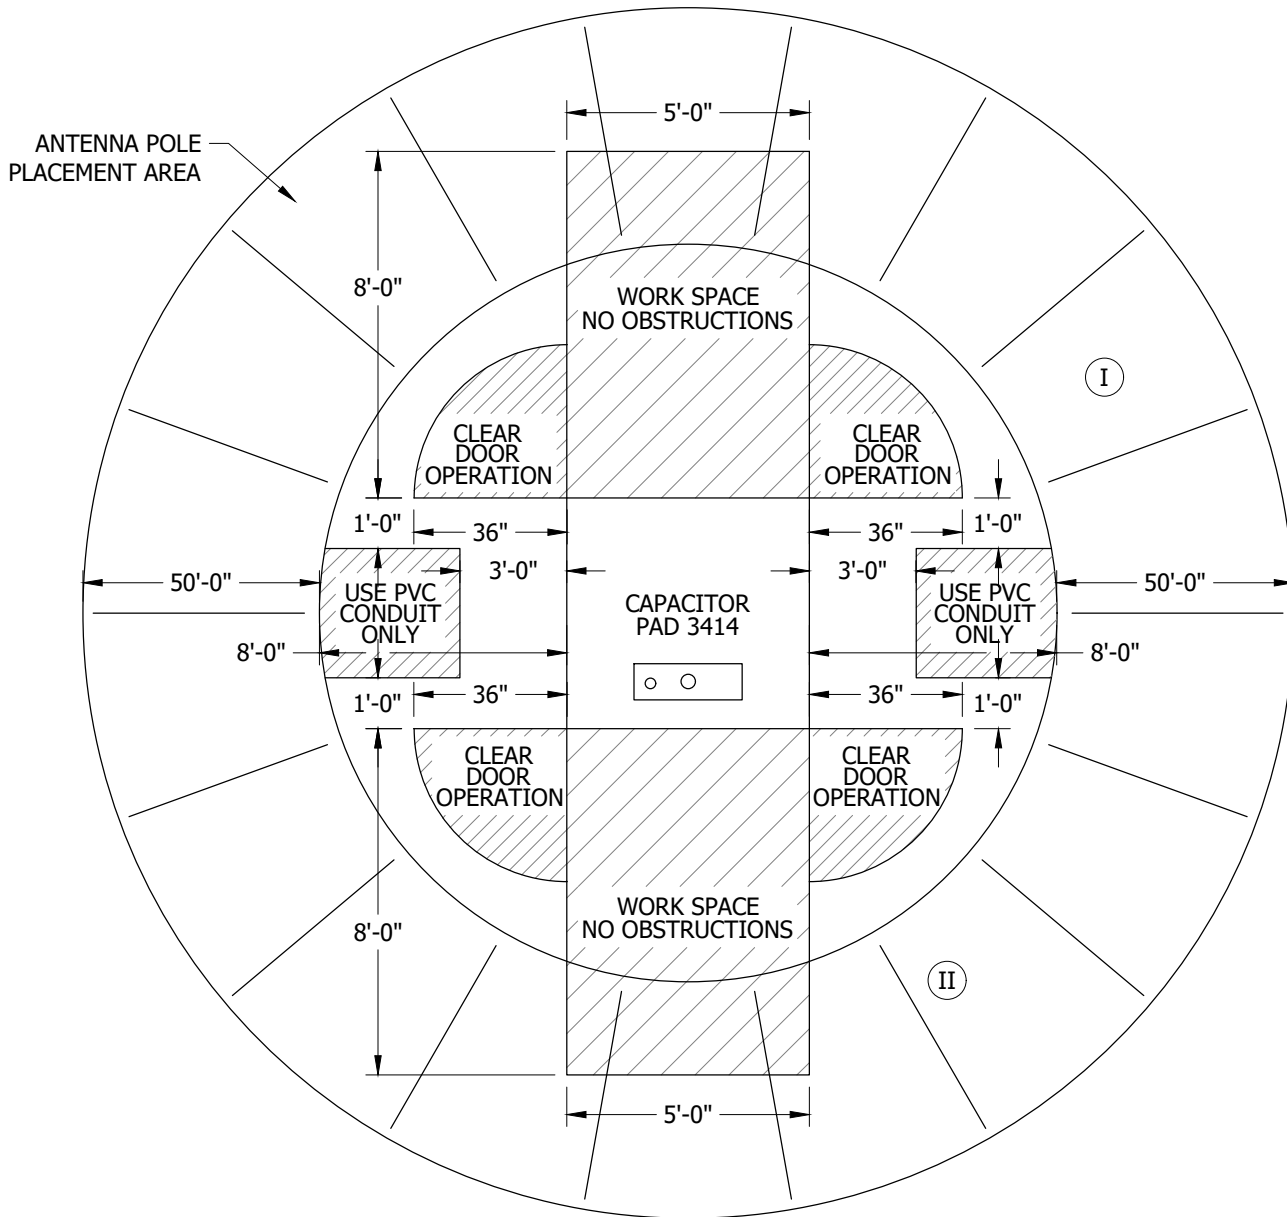 5'-0"
ANTENNA POLE
PLACEMENT AREA
8'-0"
WORK SPACE
NO OBSTRUCTIONS
I
CLEAR
DOOR
OPERATION
CLEAR
DOOR
OPERATION
1'-0"
36"
36"
1'-0"
50'-0"
3'-0"
3'-0"
50'-0"
USE PVC
CONDUIT
ONLY
CAPACITOR
PAD 3414
USE PVC
CONDUIT
ONLY
8'-0"
8'-0"
1'-0"
36"
36"
1'-0"
CLEAR
DOOR
OPERATION
CLEAR
DOOR
OPERATION
8'-0"
WORK SPACE
NO OBSTRUCTIONS
II
5'-0"